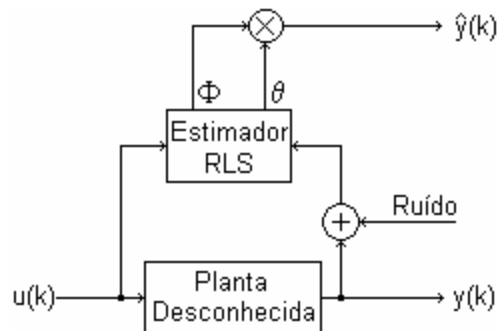 ŷ(k)
Φ
θ
Estimador
RLS
Ruído
u(k)
Planta
Desconhecida
y(k)